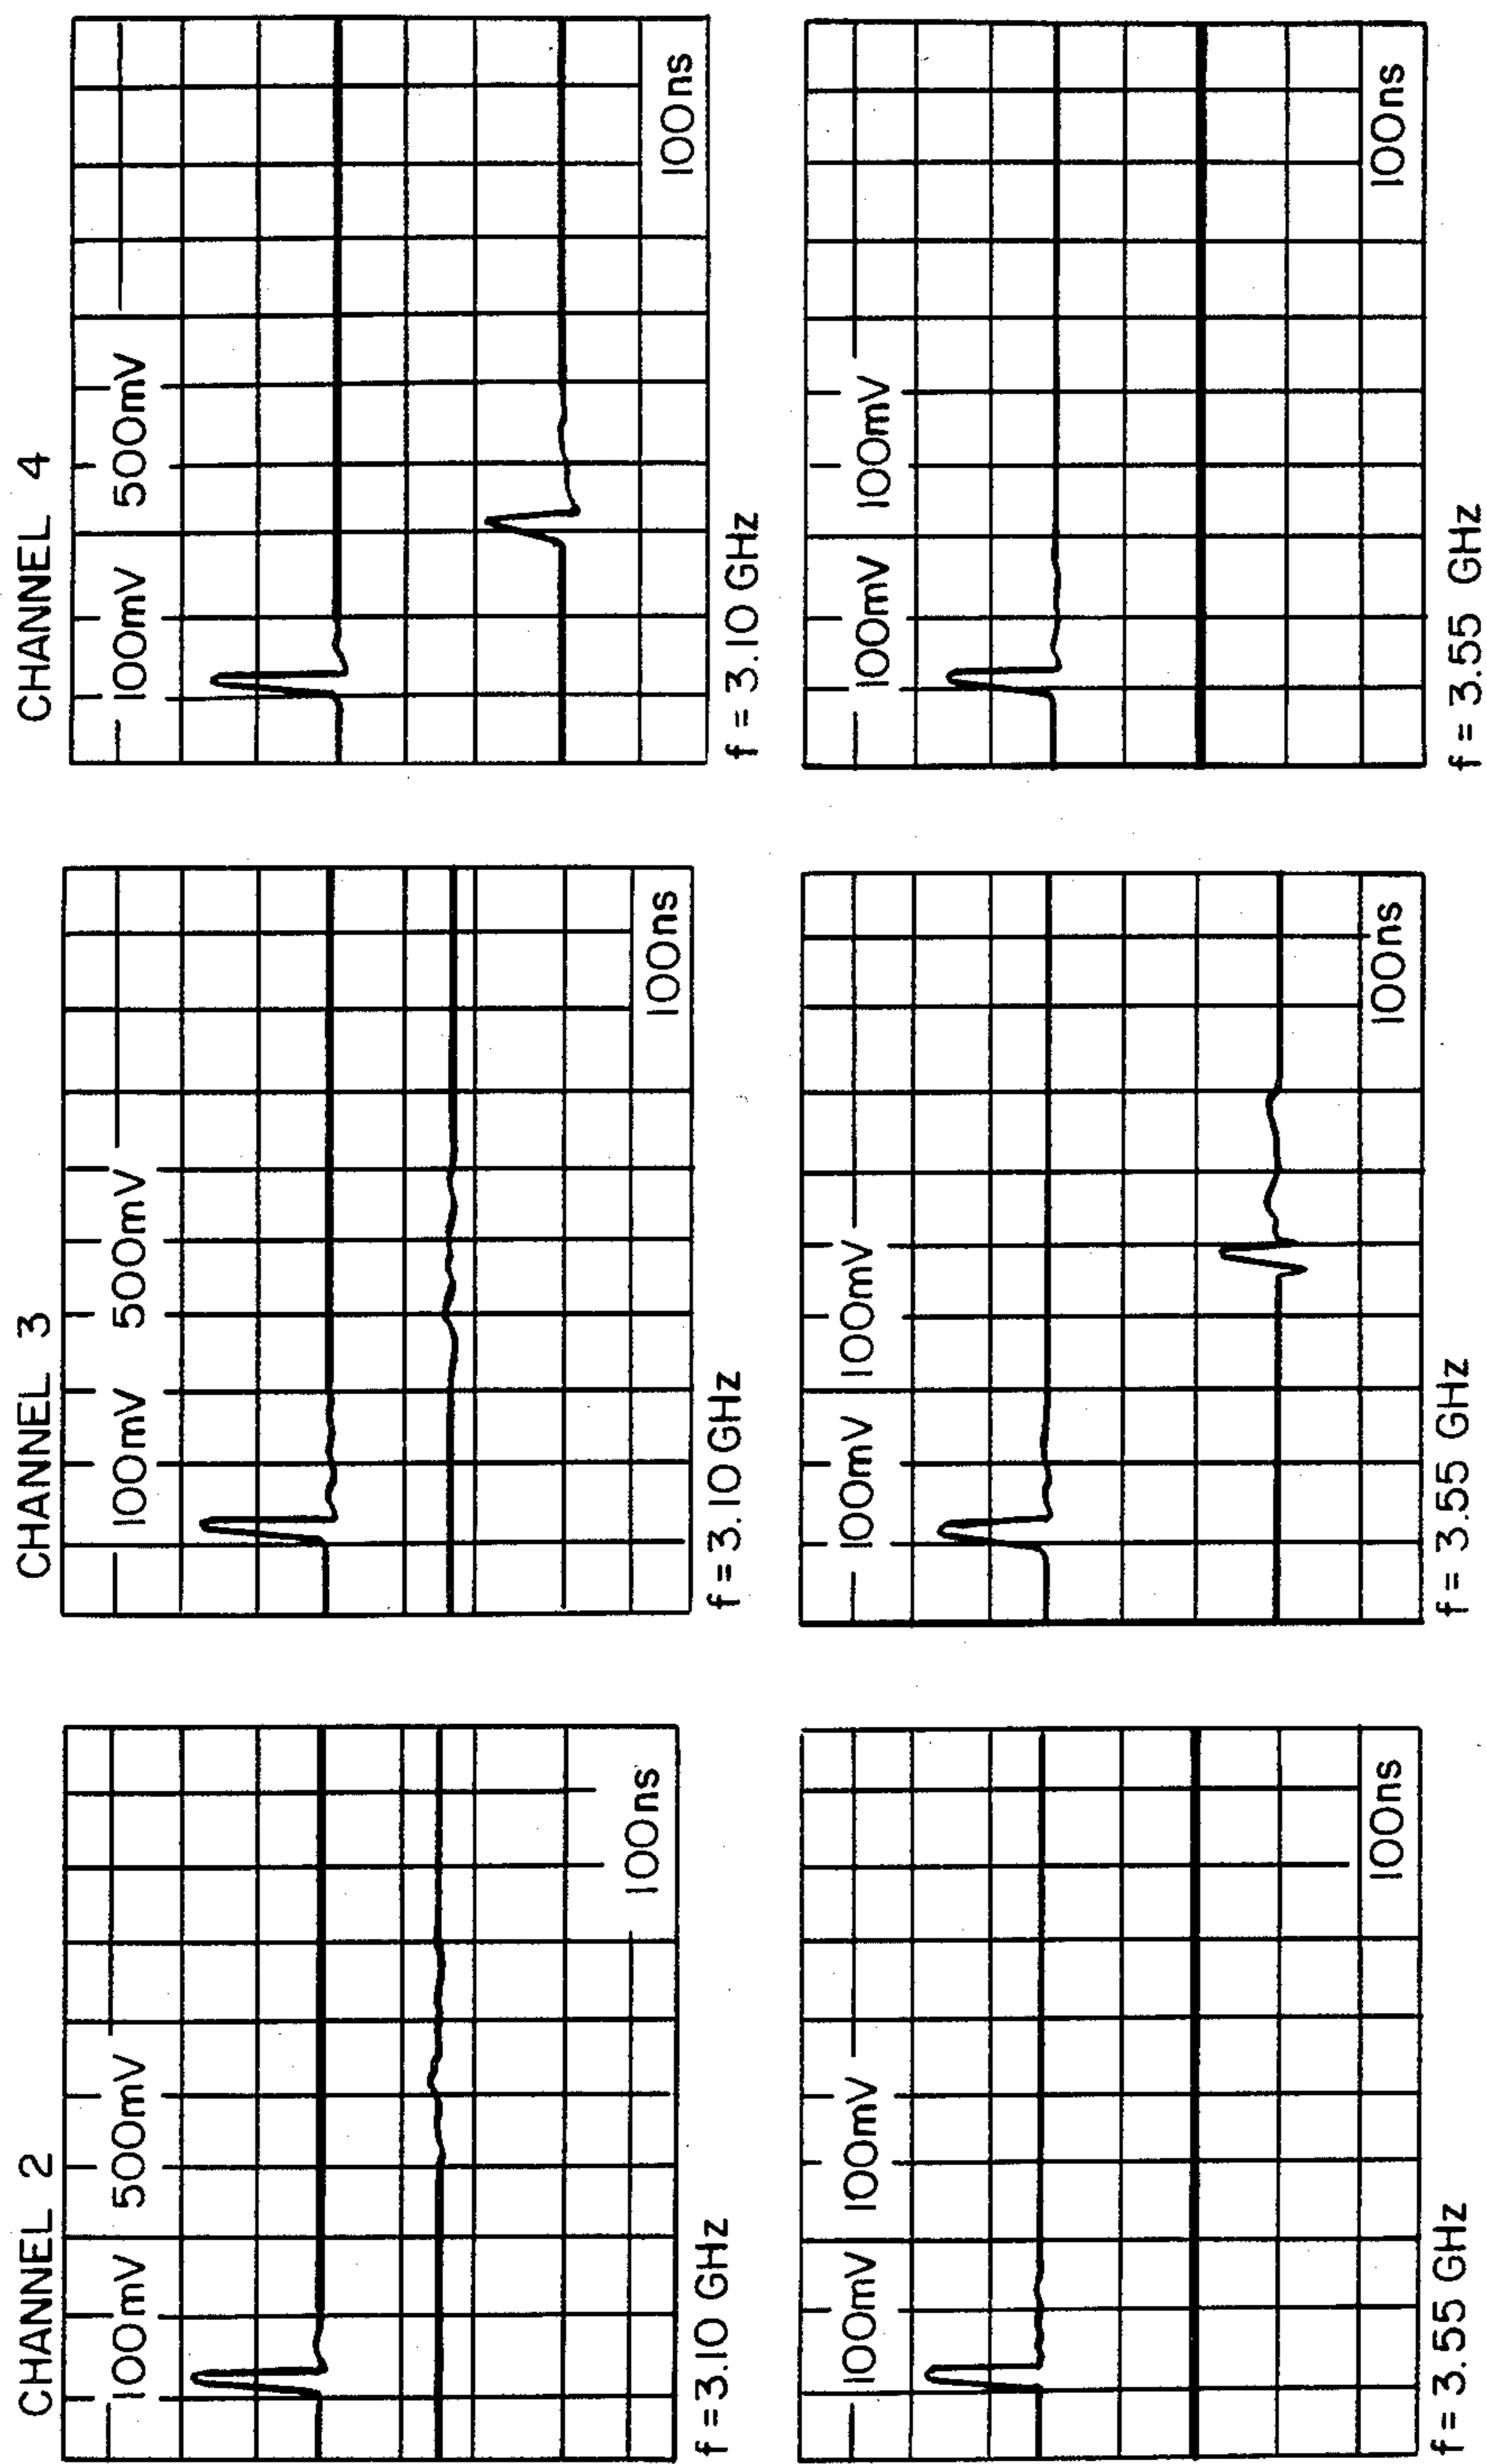 CHANNEL 2
100mV 500mV
100ns
f = 3.10 GHz
CHANNEL 3
100mV 500mV
100ns
f = 3.10 GHz
CHANNEL 4
100mV 500mV
100ns
f = 3.10 GHz
100mV 100mV
100ns
f = 3.55 GHz
100mV 100mV
100ns
f = 3.55 GHz
100mV 100mV
100ns
f = 3.55 GHz